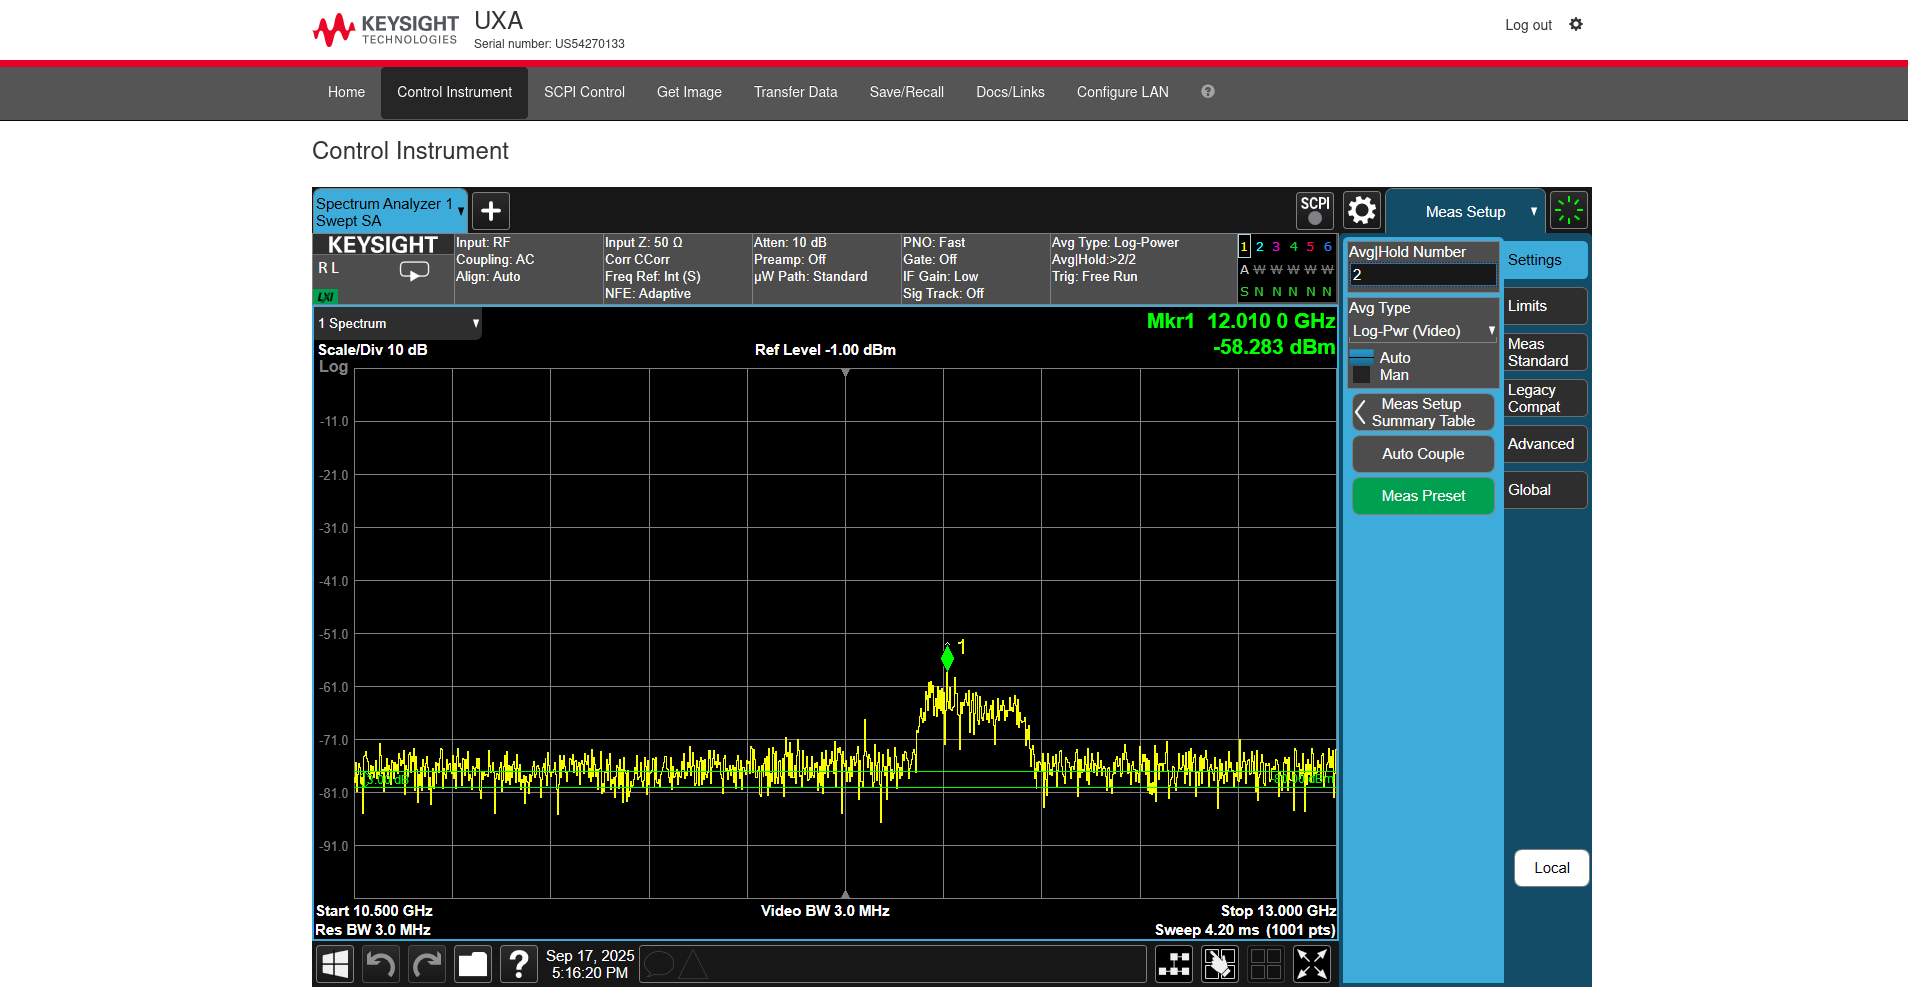 KEYSIGHT
TECHNOLOGIES
UXA
Serial number: US54270133
Log out
Home
Control Instrument
SCPI Control
Get Image
Transfer Data
Save/Recall
Docs/Links
Configure LAN
?
Control Instrument
Spectrum Analyzer 1
Swept SA
SCPI
Meas Setup
KEYSIGHT
R L
LXI
Input: RF
Coupling: AC
Align: Auto
Input Z: 50 Ω
Corr CCorr
Freq Ref: Int (S)
NFE: Adaptive
Atten: 10 dB
Preamp: Off
µW Path: Standard
PNO: Fast
Gate: Off
IF Gain: Low
Sig Track: Off
Avg Type: Log-Power
Avg|Hold:>2/2
Trig: Free Run
1 2 3 4 5 6
A W W W W W
S N N N N N
1 Spectrum
Scale/Div 10 dB
Log
Ref Level -1.00 dBm
Mkr1 12.010 0 GHz
-58.283 dBm
-11.0
-21.0
-31.0
-41.0
-51.0
-61.0
-71.0
-81.0
-91.0
1
Start 10.500 GHz
Res BW 3.0 MHz
Video BW 3.0 MHz
Stop 13.000 GHz
Sweep 4.20 ms (1001 pts)
Avg|Hold Number
2
Avg Type
Log-Pwr (Video)
Auto
Man
Meas Setup
Summary Table
Auto Couple
Meas Preset
Settings
Limits
Meas
Standard
Legacy
Compat
Advanced
Global
Local
?
Sep 17, 2025
5:16:20 PM